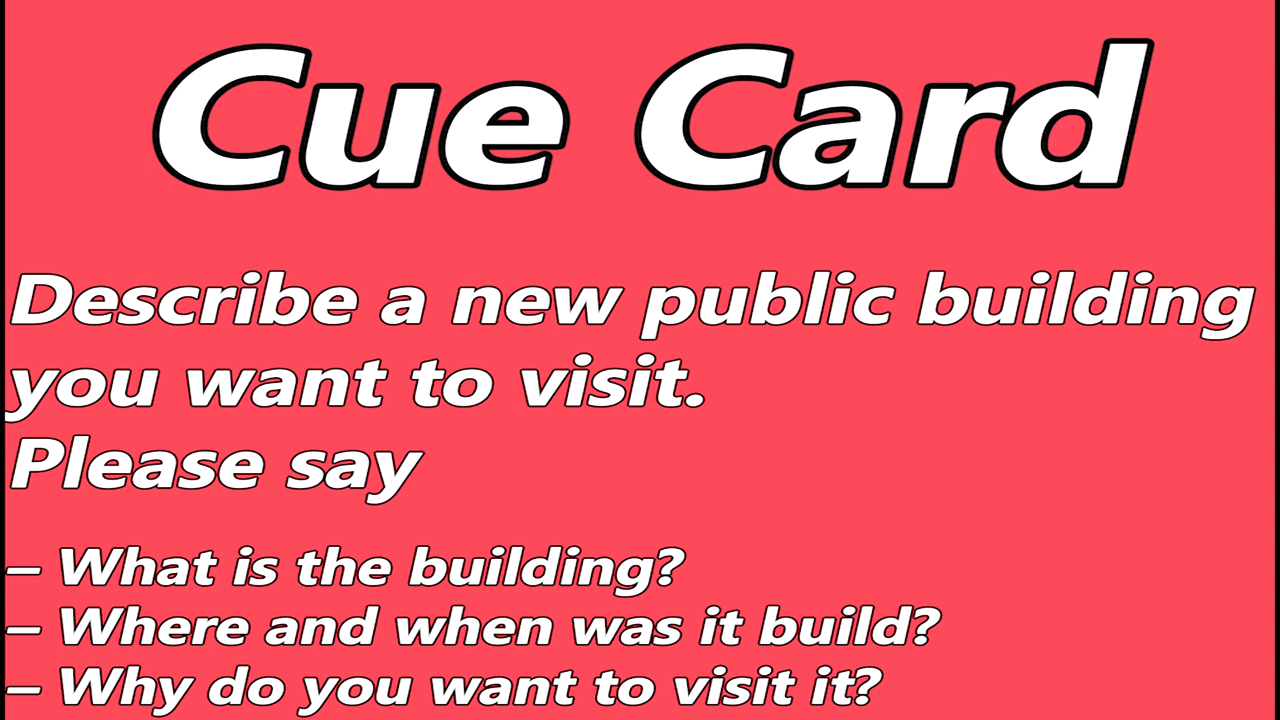 Cue Card
Describe a new public building
you want to visit.
Please say
– What is the building?
– Where and when was it build?
– Why do you want to visit it?